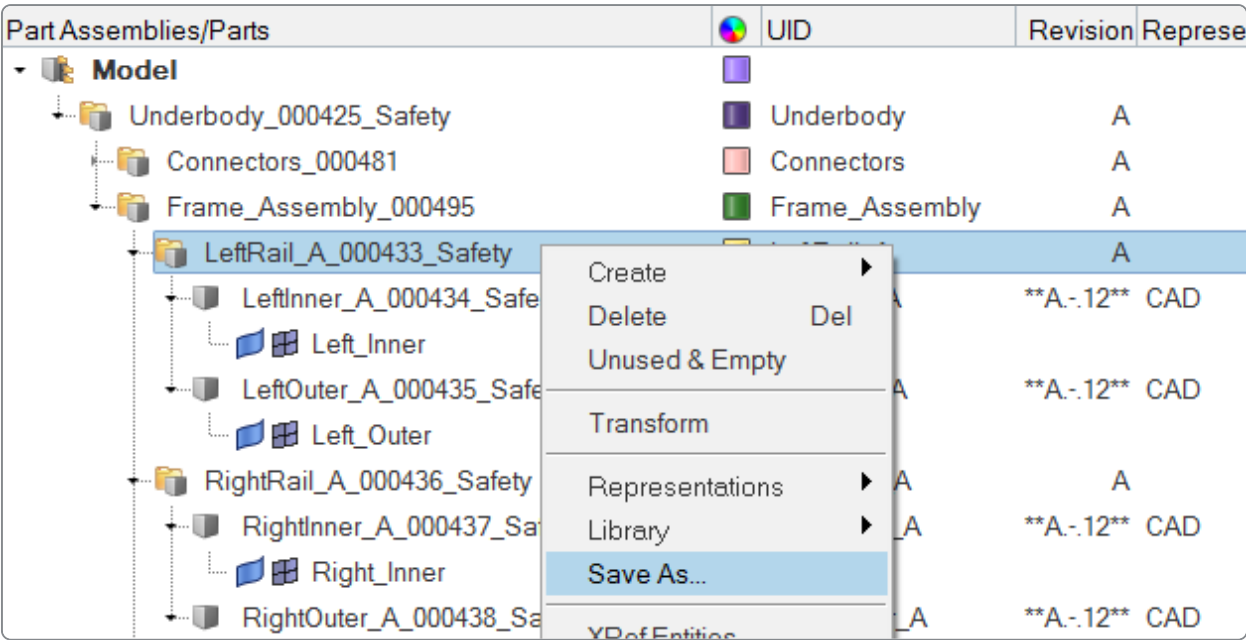 Part Assemblies/Parts UID Revision Represe
Model
Underbody_000425_Safety Underbody A
Connectors_000481 Connectors A
Frame_Assembly_000495 Frame_Assembly A
LeftRail_A_000433_Safety A
Create
LeftInner_A_000434_Safe A **A.-.12** CAD
Delete Del
Left_Inner
Unused & Empty
LeftOuter_A_000435_Safe A **A.-.12** CAD
Transform
Left_Outer
RightRail_A_000436_Safety A A
Representations
RightInner_A_000437_Sa _A **A.-.12** CAD
Library
Right_Inner
Save As...
RightOuter_A_000438_Sa _A **A.-.12** CAD
XRef Entities